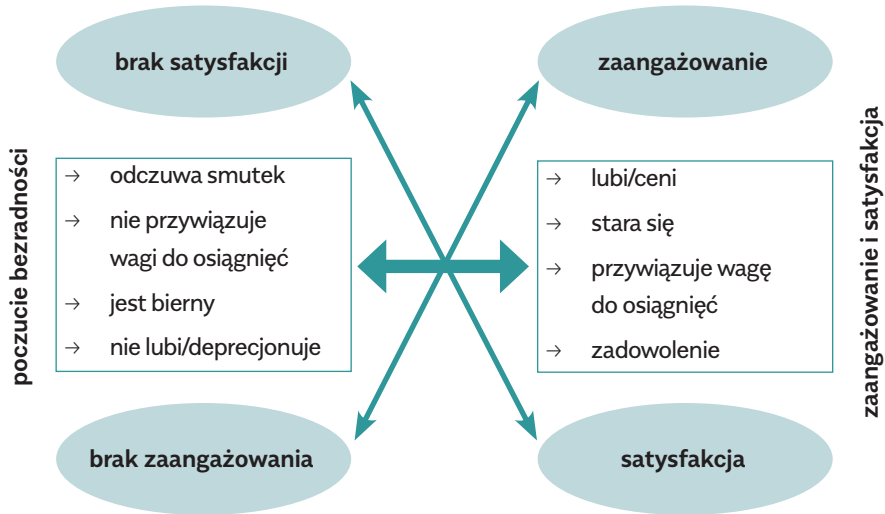 brak satysfakcji
zaangażowanie
poczucie bezradności
→ odczuwa smutek
→ nie przywiązuje
wagi do osiągnięć
→ jest bierny
→ nie lubi/deprecjonuje
→ lubi/ceni
→ stara się
→ przywiązuje wagę
do osiągnięć
→ zadowolenie
zaangażowanie i satysfakcja
brak zaangażowania
satysfakcja